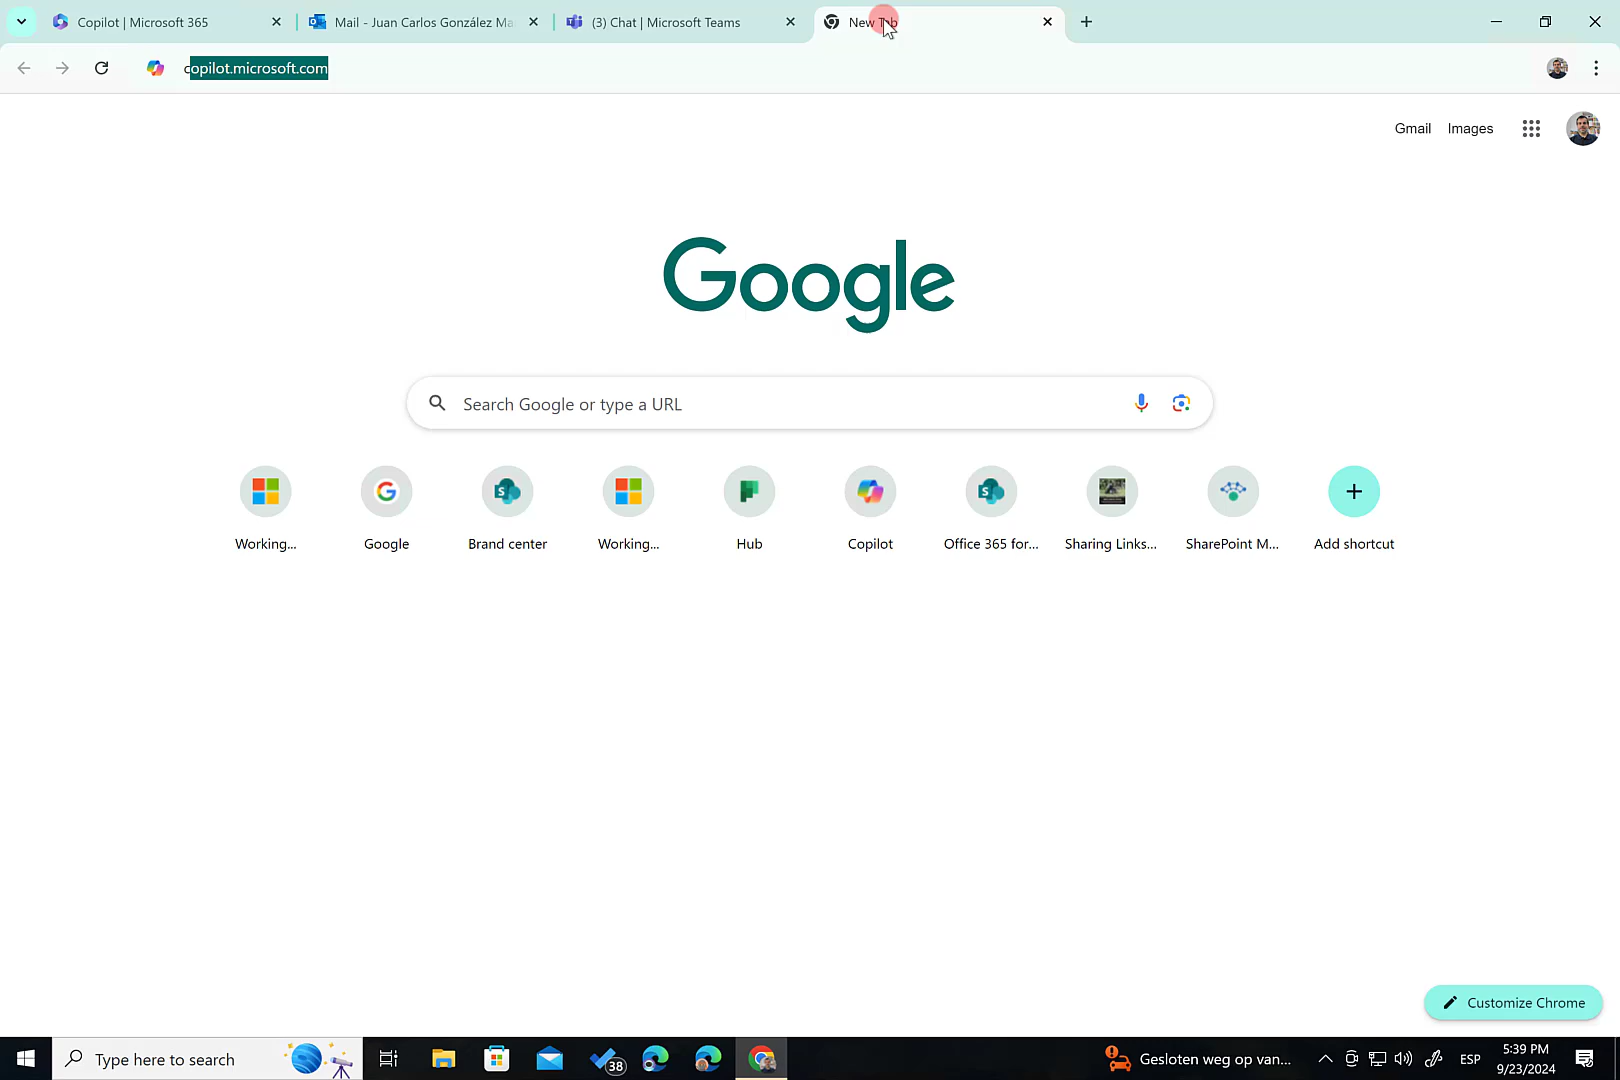 Copilot | Microsoft 365
Mail - Juan Carlos González Ma
(3) Chat | Microsoft Teams
New Tab
copilot.microsoft.com
Gmail
Images
Google
Search Google or type a URL
Working...
Google
Brand center
Working...
Hub
Copilot
Office 365 for...
Sharing Links...
SharePoint M...
Add shortcut
Customize Chrome
Type here to search
38
Gesloten weg op van...
ESP
5:39 PM
9/23/2024